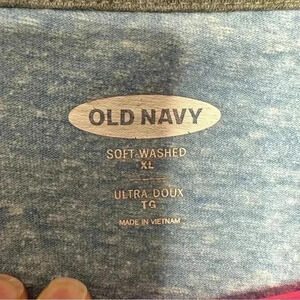 OLD NAVY
SOFT-WASHED
XL
ULTRA-DOUX
TG
MADE IN VIETNAM